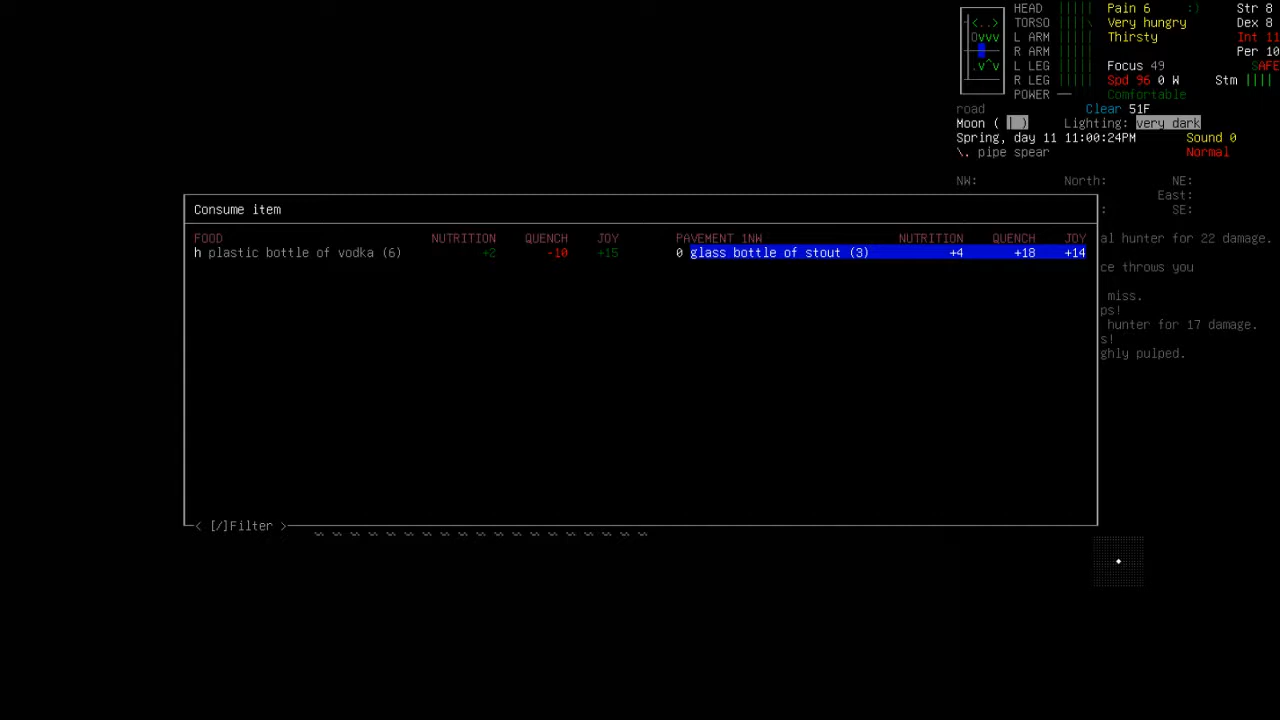 HEAD ||||| Pain 6 :) Str 8
TORSO ||||\ Very hungry Dex 8
L ARM ||||| Thirsty Int 11
R ARM ||||| Per 10
L LEG ||||| Focus 49 SAFE
R LEG ||||| Spd 96 0 W Stm ||||
POWER — Comfortable
road Clear 51F
Moon ( | ) Lighting: very dark
Spring, day 11 11:00:24PM Sound 0
\. pipe spear Normal
NW: North: NE:
East:
: SE:
Consume item
FOOD NUTRITION QUENCH JOY PAVEMENT 1NW NUTRITION QUENCH JOY
h plastic bottle of vodka (6) +2 -10 +15 0 glass bottle of stout (3) +4 +18 +14
al hunter for 22 damage.
ce throws you
miss.
ps!
hunter for 17 damage.
s!
ghly pulped.
< [/]Filter >